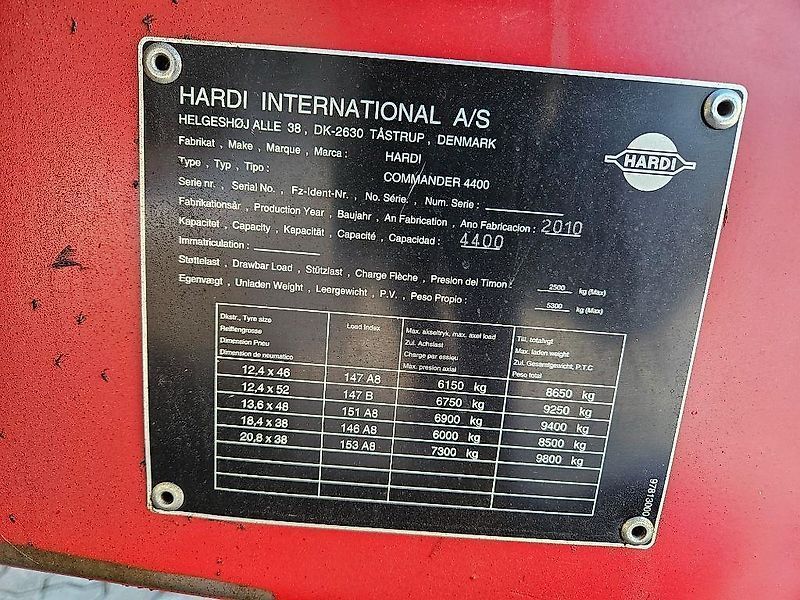 HARDI INTERNATIONAL A/S
HELGESHØJ ALLE 38, DK-2630 TÅSTRUP, DENMARK
HARDI
Fabrikat, Make, Marque, Marca: HARDI
Type, Typ, Tipo: COMMANDER 4400
Serie nr., Serial No., Fz-Ident-Nr., No. Série., Num. Serie:
Fabrikationsår, Production Year, Baujahr, An Fabrication, Ano Fabricacion: 2010
Kapacitet, Capacity, Kapacität, Capacité, Capacidad: 4400
Immatriculation:
Støttelast, Drawbar Load, Stützlast, Charge Flèche, Presion del Timon: 2500 kg (Max)
Egenvægt, Unladen Weight, Leergewicht, P.V., Peso Propio: 5300 kg (Max)
Dkstr., Tyre size Load Index Max. akseltryk, max. axel load Till. totalvgt
Reiffengrosse Zul. Achslast Max. laden weight
Dimension Pneu Charge par essieu Zul. Gesamtgewicht, P.T.C
Dimension de neumatico Max. presion axial Peso total
12,4 x 46 147 A8 6150 kg 8650 kg
12,4 x 52 147 B 6750 kg 9250 kg
13,6 x 48 151 A8 6900 kg 9400 kg
18,4 x 38 146 A8 6000 kg 8500 kg
20,8 x 38 153 A8 7300 kg 9800 kg
97813000